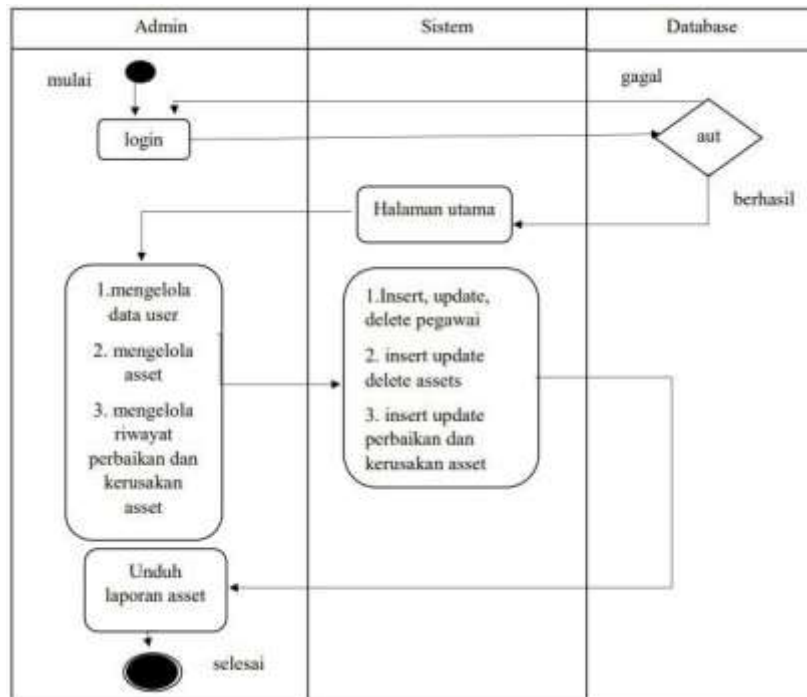 Admin
Sistem
Database
mulai
gagal
login
aut
berhasil
Halaman utama
1.mengelola
data user
2. mengelola
asset
3. mengelola
riwayat
perbaikan dan
kerusakan
asset
1.Insert, update,
delete pegawai
2. insert update
delete assets
3. insert update
perbaikan dan
kerusakan asset
Unduh
laporan asset
selesai